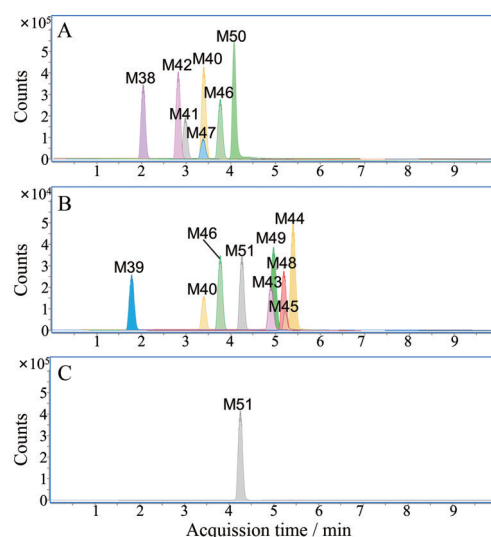 ×10⁵
A
M50
M42 M40
M38
M46
M41
M47
Counts
5
4
3
2
1
0
1 2 3 4 5 6 7 8 9
×10⁴
B
M44
M46
M49
M51
M39
M48
M43
M40
M45
Counts
5
4
3
2
1
0
1 2 3 4 5 6 7 8 9
×10⁵
C
M51
Counts
5
4
3
2
1
0
1 2 3 4 5 6 7 8 9
Acquission time / min